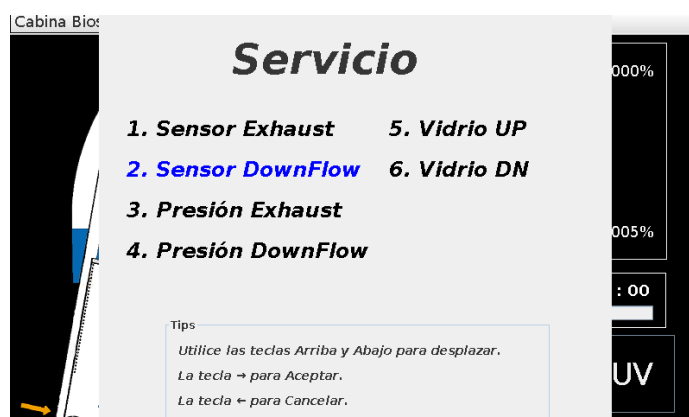 Cabina Bios
Servicio
000%
1. Sensor Exhaust 5. Vidrio UP
2. Sensor DownFlow 6. Vidrio DN
3. Presión Exhaust
005%
4. Presión DownFlow
: 00
Tips
Utilice las teclas Arriba y Abajo para desplazar.
La tecla → para Aceptar.
UV
La tecla ← para Cancelar.